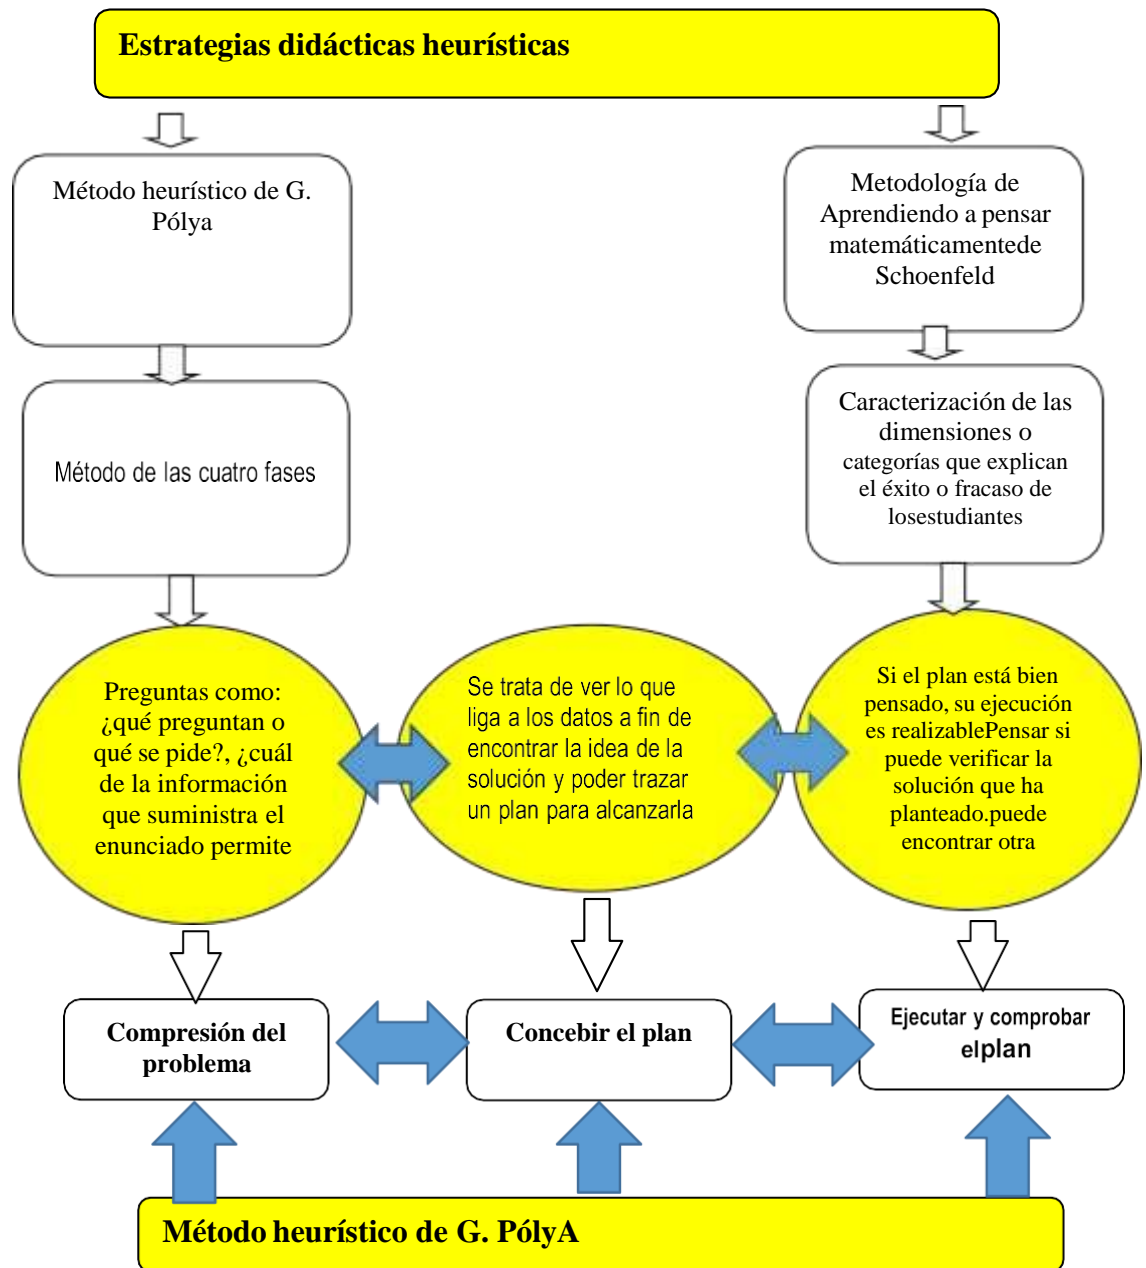 Estrategias didácticas heurísticas
Método heurístico de G.
Pólya
Metodología de
Aprendiendo a pensar
matemáticamentede
Schoenfeld
Método de las cuatro fases
Caracterización de las
dimensiones o
categorías que explican
el éxito o fracaso de
losestudiantes
Preguntas como:
¿qué preguntan o
qué se pide?, ¿cuál
de la información
que suministra el
enunciado permite
Se trata de ver lo que
liga a los datos a fin de
encontrar la idea de la
solución y poder trazar
un plan para alcanzarla
Si el plan está bien
pensado, su ejecución
es realizablePensar si
puede verificar la
solución que ha
planteado.puede
encontrar otra
Compresión del
problema
Concebir el plan
Ejecutar y comprobar
elplan
Método heurístico de G. PólyA